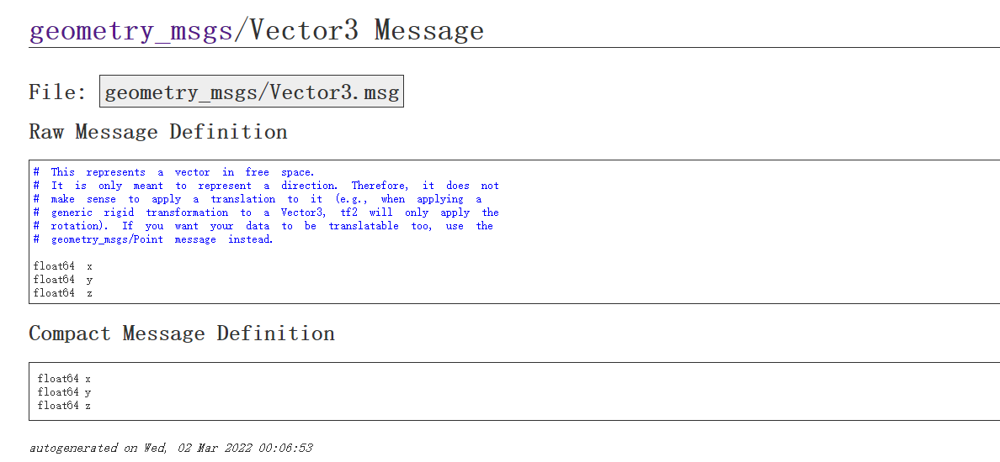 geometry_msgs/Vector3 Message
File: geometry_msgs/Vector3.msg
Raw Message Definition
# This represents a vector in free space.
# It is only meant to represent a direction. Therefore, it does not
# make sense to apply a translation to it (e.g., when applying a
# generic rigid transformation to a Vector3, tf2 will only apply the
# rotation). If you want your data to be translatable too, use the
# geometry_msgs/Point message instead.
float64 x
float64 y
float64 z
Compact Message Definition
float64 x
float64 y
float64 z
autogenerated on Wed, 02 Mar 2022 00:06:53